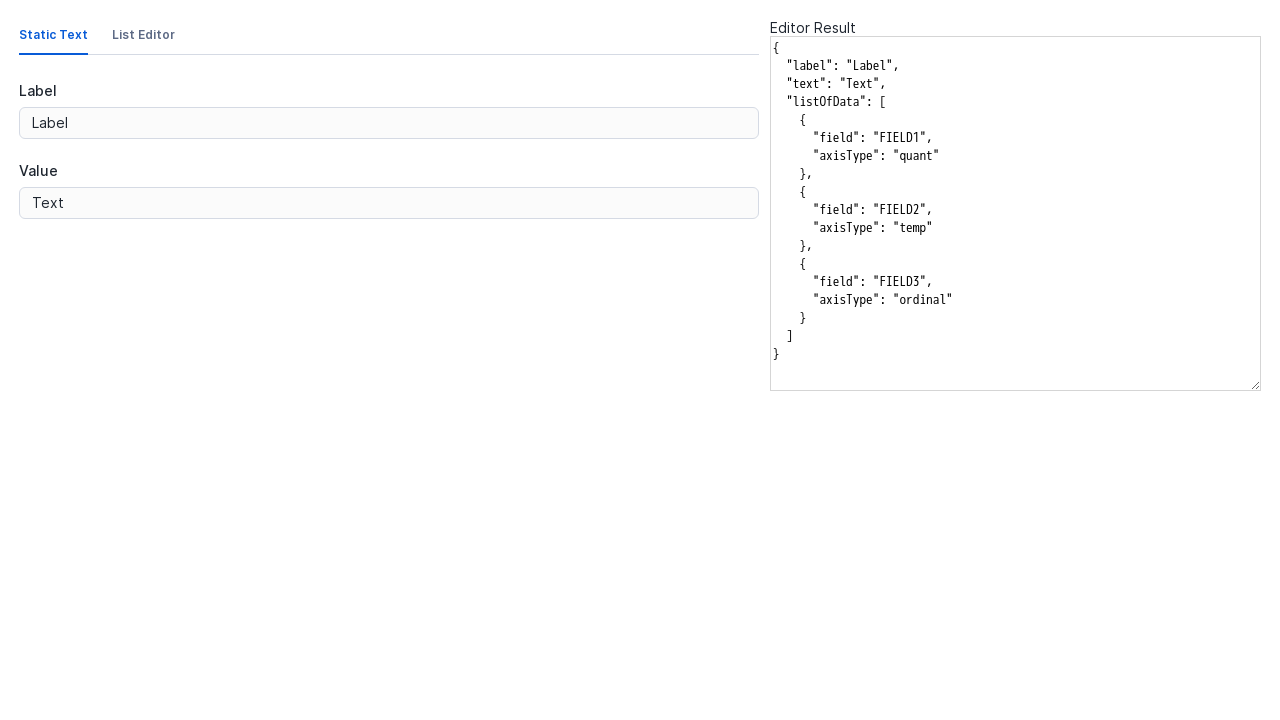 Static Text
List Editor
Label
Label
Value
Text
Editor Result
{
  "label": "Label",
  "text": "Text",
  "listOfData": [
    {
      "field": "FIELD1",
      "axisType": "quant"
    },
    {
      "field": "FIELD2",
      "axisType": "temp"
    },
    {
      "field": "FIELD3",
      "axisType": "ordinal"
    }
  ]
}